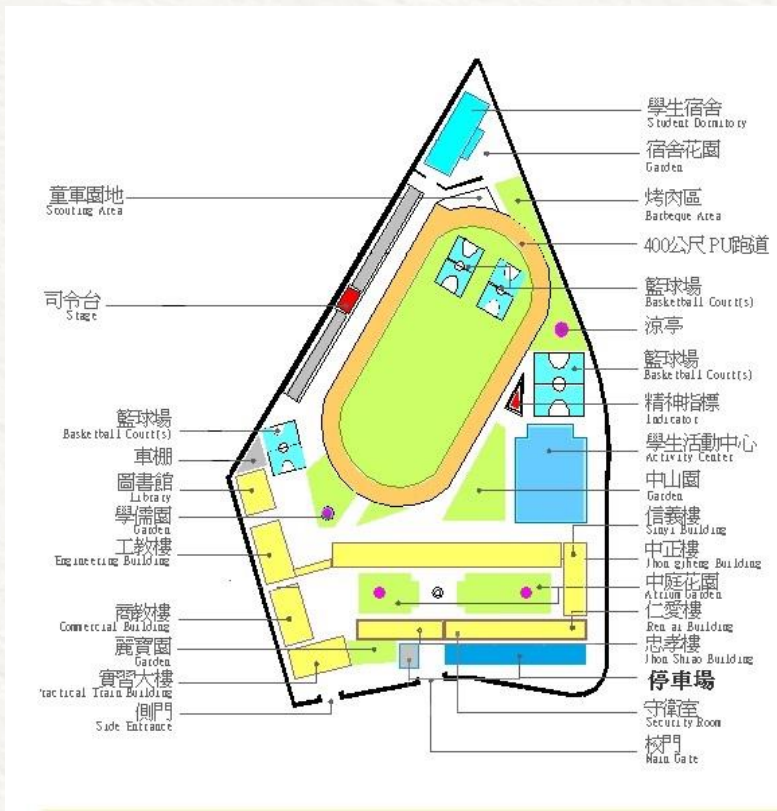 學生宿舍
Student Dormitory
宿舍花園
Garden
烤肉區
Barbeque Area
400公尺 PU跑道
籃球場
Basketball Court(s)
涼亭
籃球場
Basketball Court(s)
精神指標
Indicator
學生活動中心
Activity Center
中山園
Garden
信義樓
Sinyi Building
中正樓
Jhon gjheng Building
中庭花園
Atrium Garden
仁愛樓
Ren ai Building
忠孝樓
Jhon Shiao Building
停車場
守衛室
Security Room
校門
Main Gate
童軍園地
Scouting Area
司令台
Stage
籃球場
Basketball Court(s)
車棚
圖書館
Library
學儒園
Garden
工教樓
Engineering Building
商教樓
Commercial Building
麗寶園
Garden
實習大樓
ractical Train Building
側門
Side Entrance